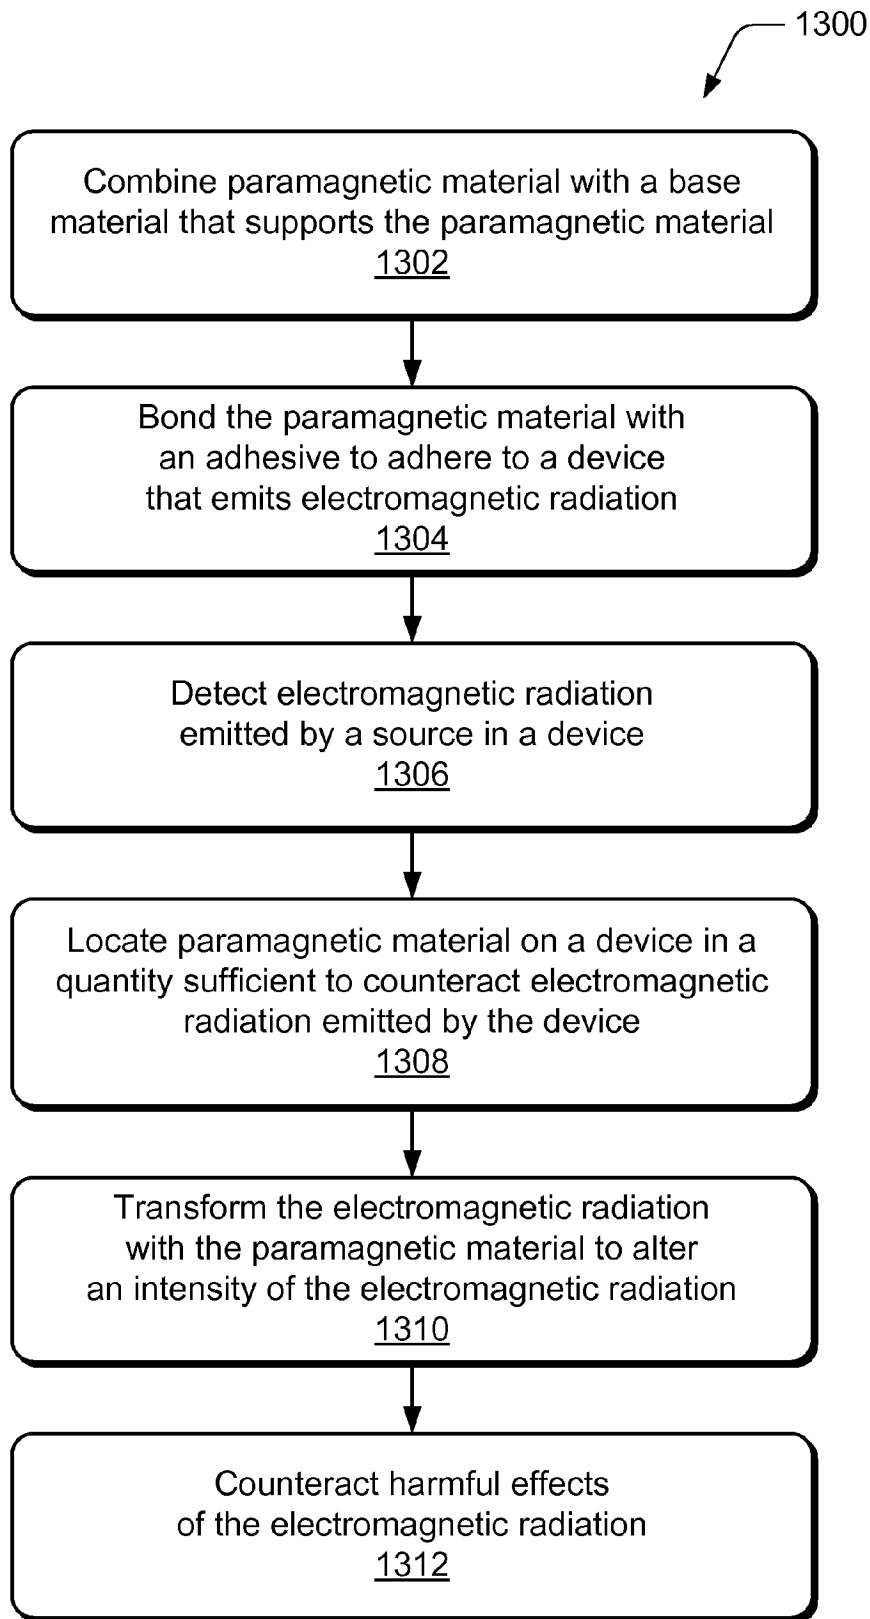 1300
Combine paramagnetic material with a base
material that supports the paramagnetic material
1302
Bond the paramagnetic material with
an adhesive to adhere to a device
that emits electromagnetic radiation
1304
Detect electromagnetic radiation
emitted by a source in a device
1306
Locate paramagnetic material on a device in a
quantity sufficient to counteract electromagnetic
radiation emitted by the device
1308
Transform the electromagnetic radiation
with the paramagnetic material to alter
an intensity of the electromagnetic radiation
1310
Counteract harmful effects
of the electromagnetic radiation
1312